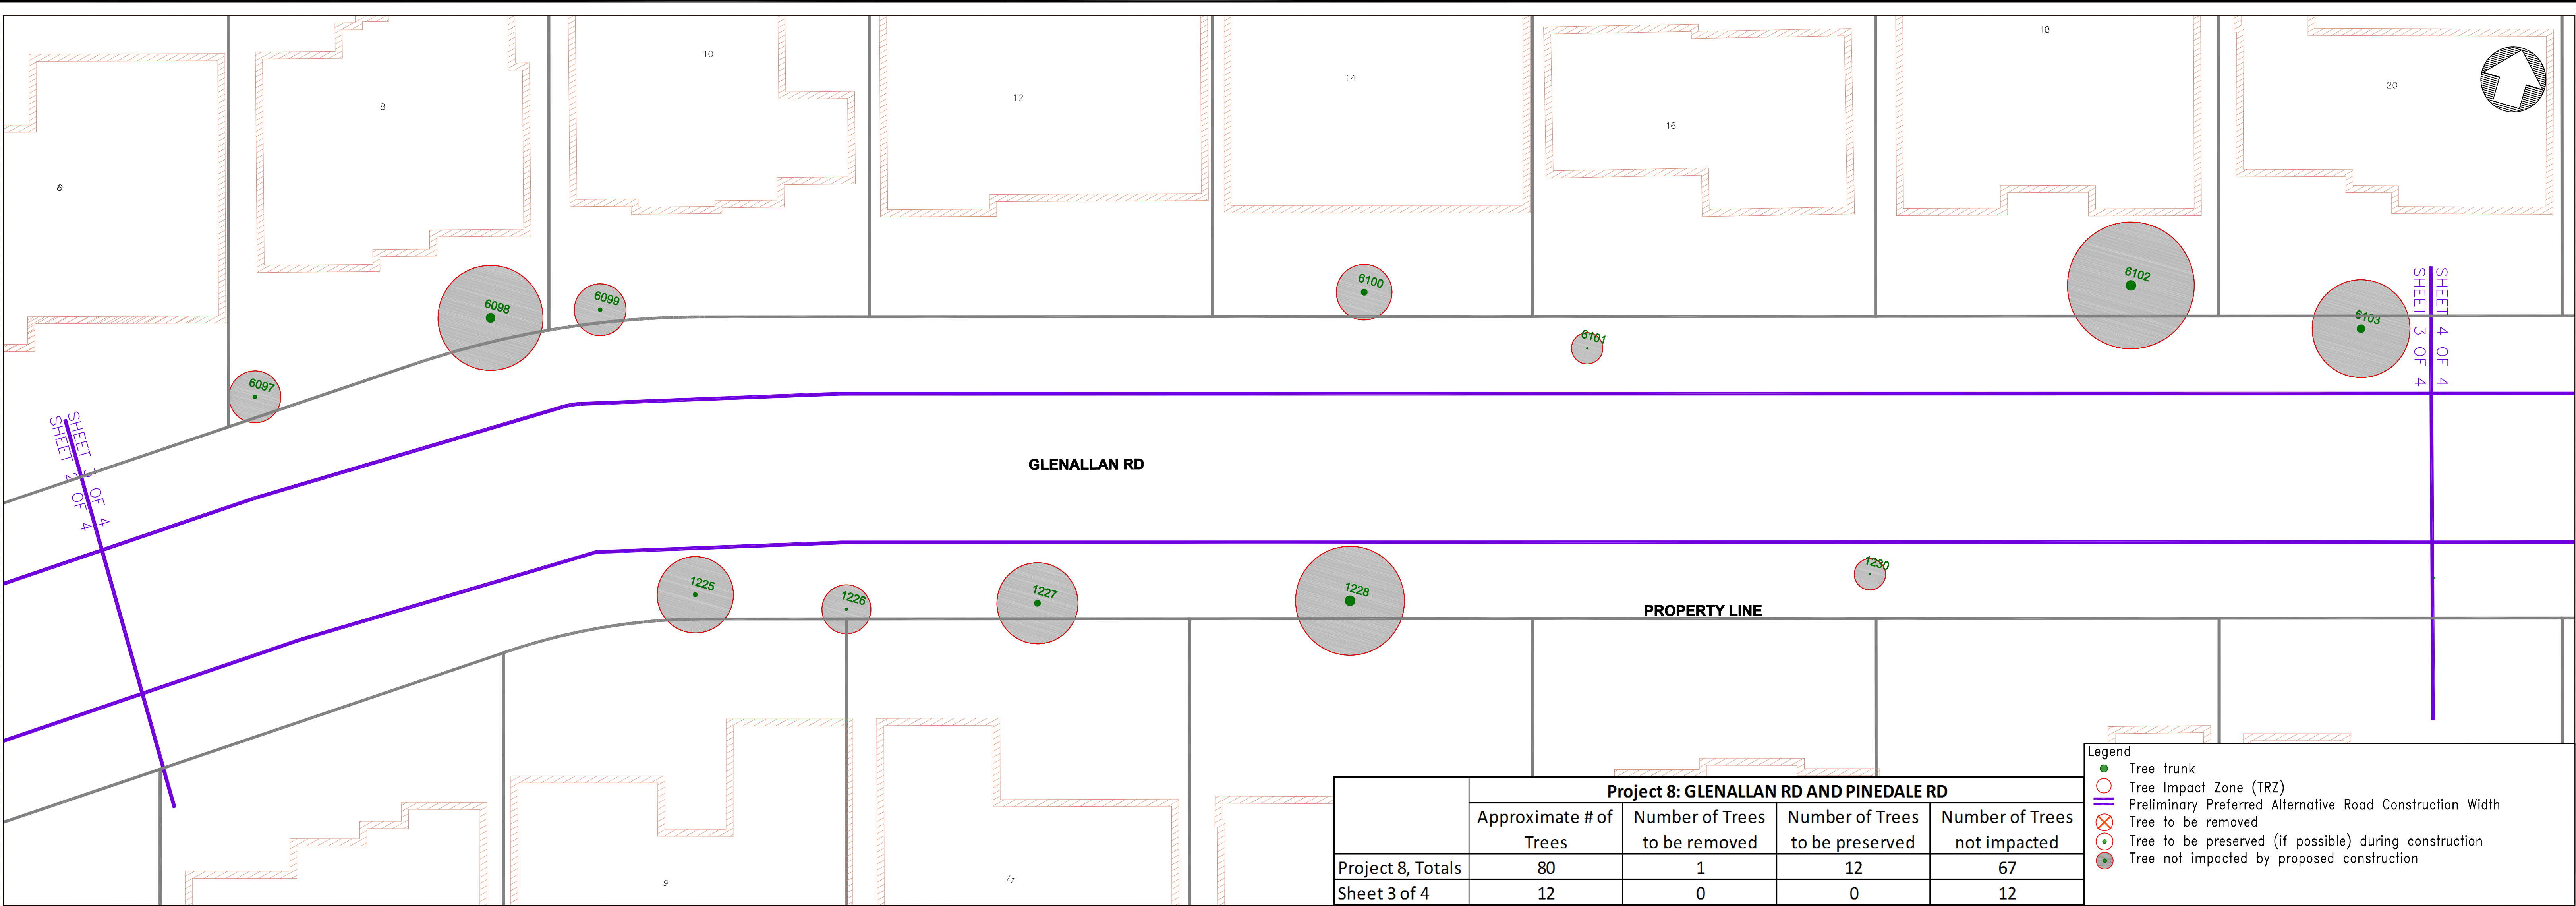 6
8
10
12
14
16
18
20
6097
6098
6099
6100
6101
6102
6103
SHEET 2 OF 4
SHEET 3 OF 4
SHEET 3 OF 4
SHEET 4 OF 4
GLENALLAN RD
1225
1226
1227
1228
1230
PROPERTY LINE
9
11
Project 8: GLENALLAN RD AND PINEDALE RD
Approximate # of Trees
Number of Trees to be removed
Number of Trees to be preserved
Number of Trees not impacted
Project 8, Totals 80 1 12 67
Sheet 3 of 4 12 0 0 12
Legend
Tree trunk
Tree Impact Zone (TRZ)
Preliminary Preferred Alternative Road Construction Width
Tree to be removed
Tree to be preserved (if possible) during construction
Tree not impacted by proposed construction